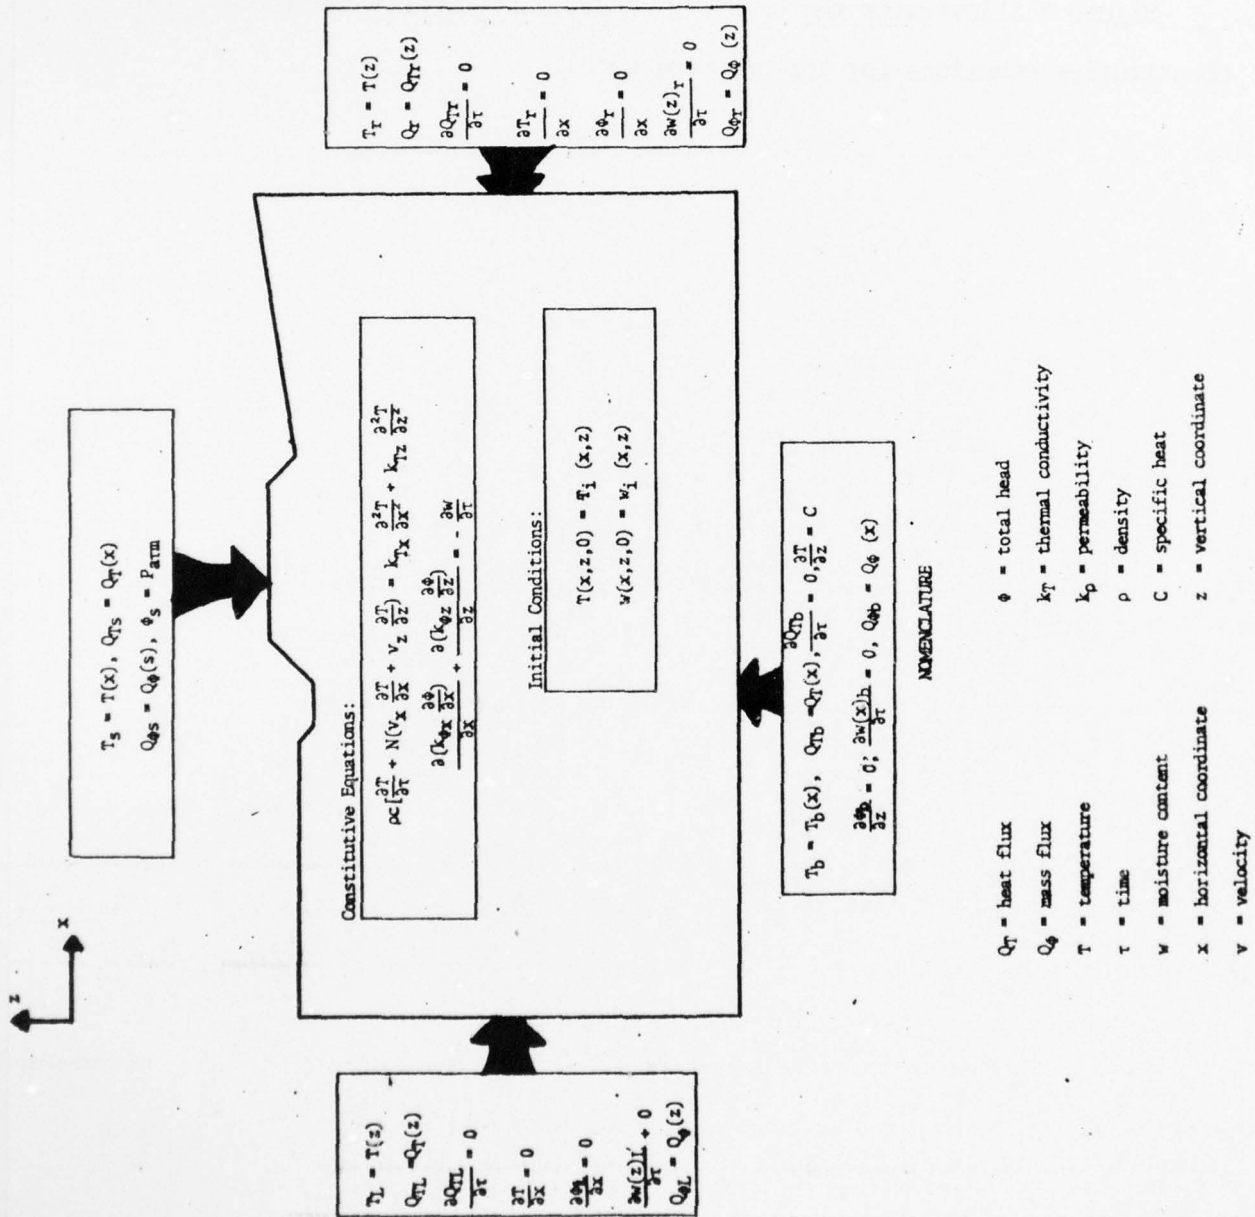 z
x
T_s = T(x), Q_Ts = Q_T(x)
Q_Φs = Q_Φ(s), Φ_s = P_arm
T_L = T(z)
Q_TL = Q_T(z)
∂Q_TL/∂τ = 0
∂T/∂x = 0
∂Φ_L/∂x = 0
∂w(z)_L/∂τ + 0
Q_ΦL = Q_Φ(z)
Constitutive Equations:
ρc[∂T/∂τ + N(v_x ∂T/∂x + v_z ∂T/∂z) = k_Tx ∂²T/∂x² + k_Tz ∂²T/∂z²
∂(k_Φx ∂Φ/∂x)/∂x + ∂(k_Φz ∂Φ/∂z)/∂z = - ∂w/∂τ
Initial Conditions:
T(x,z,0) = T_i (x,z)
w(x,z,0) = w_i (x,z)
T_r = T(z)
Q_r = Q_Tr(z)
∂Q_Tr/∂τ = 0
∂T_r/∂x = 0
∂Φ_r/∂x = 0
∂w(z)_r/∂τ = 0
Q_Φr = Q_Φ (z)
T_b = T_b(x), Q_Tb = Q_T(x), ∂Q_Tb/∂τ = 0, ∂T/∂z = C
∂Φ_b/∂z = 0; ∂w(x)b/∂τ = 0, Q_Φb = Q_Φ (x)
NOMENCLATURE
Q_T = heat flux
Q_Φ = mass flux
T = temperature
τ = time
w = moisture content
x = horizontal coordinate
v = velocity
Φ = total head
k_T = thermal conductivity
k_p = permeability
ρ = density
C = specific heat
z = vertical coordinate